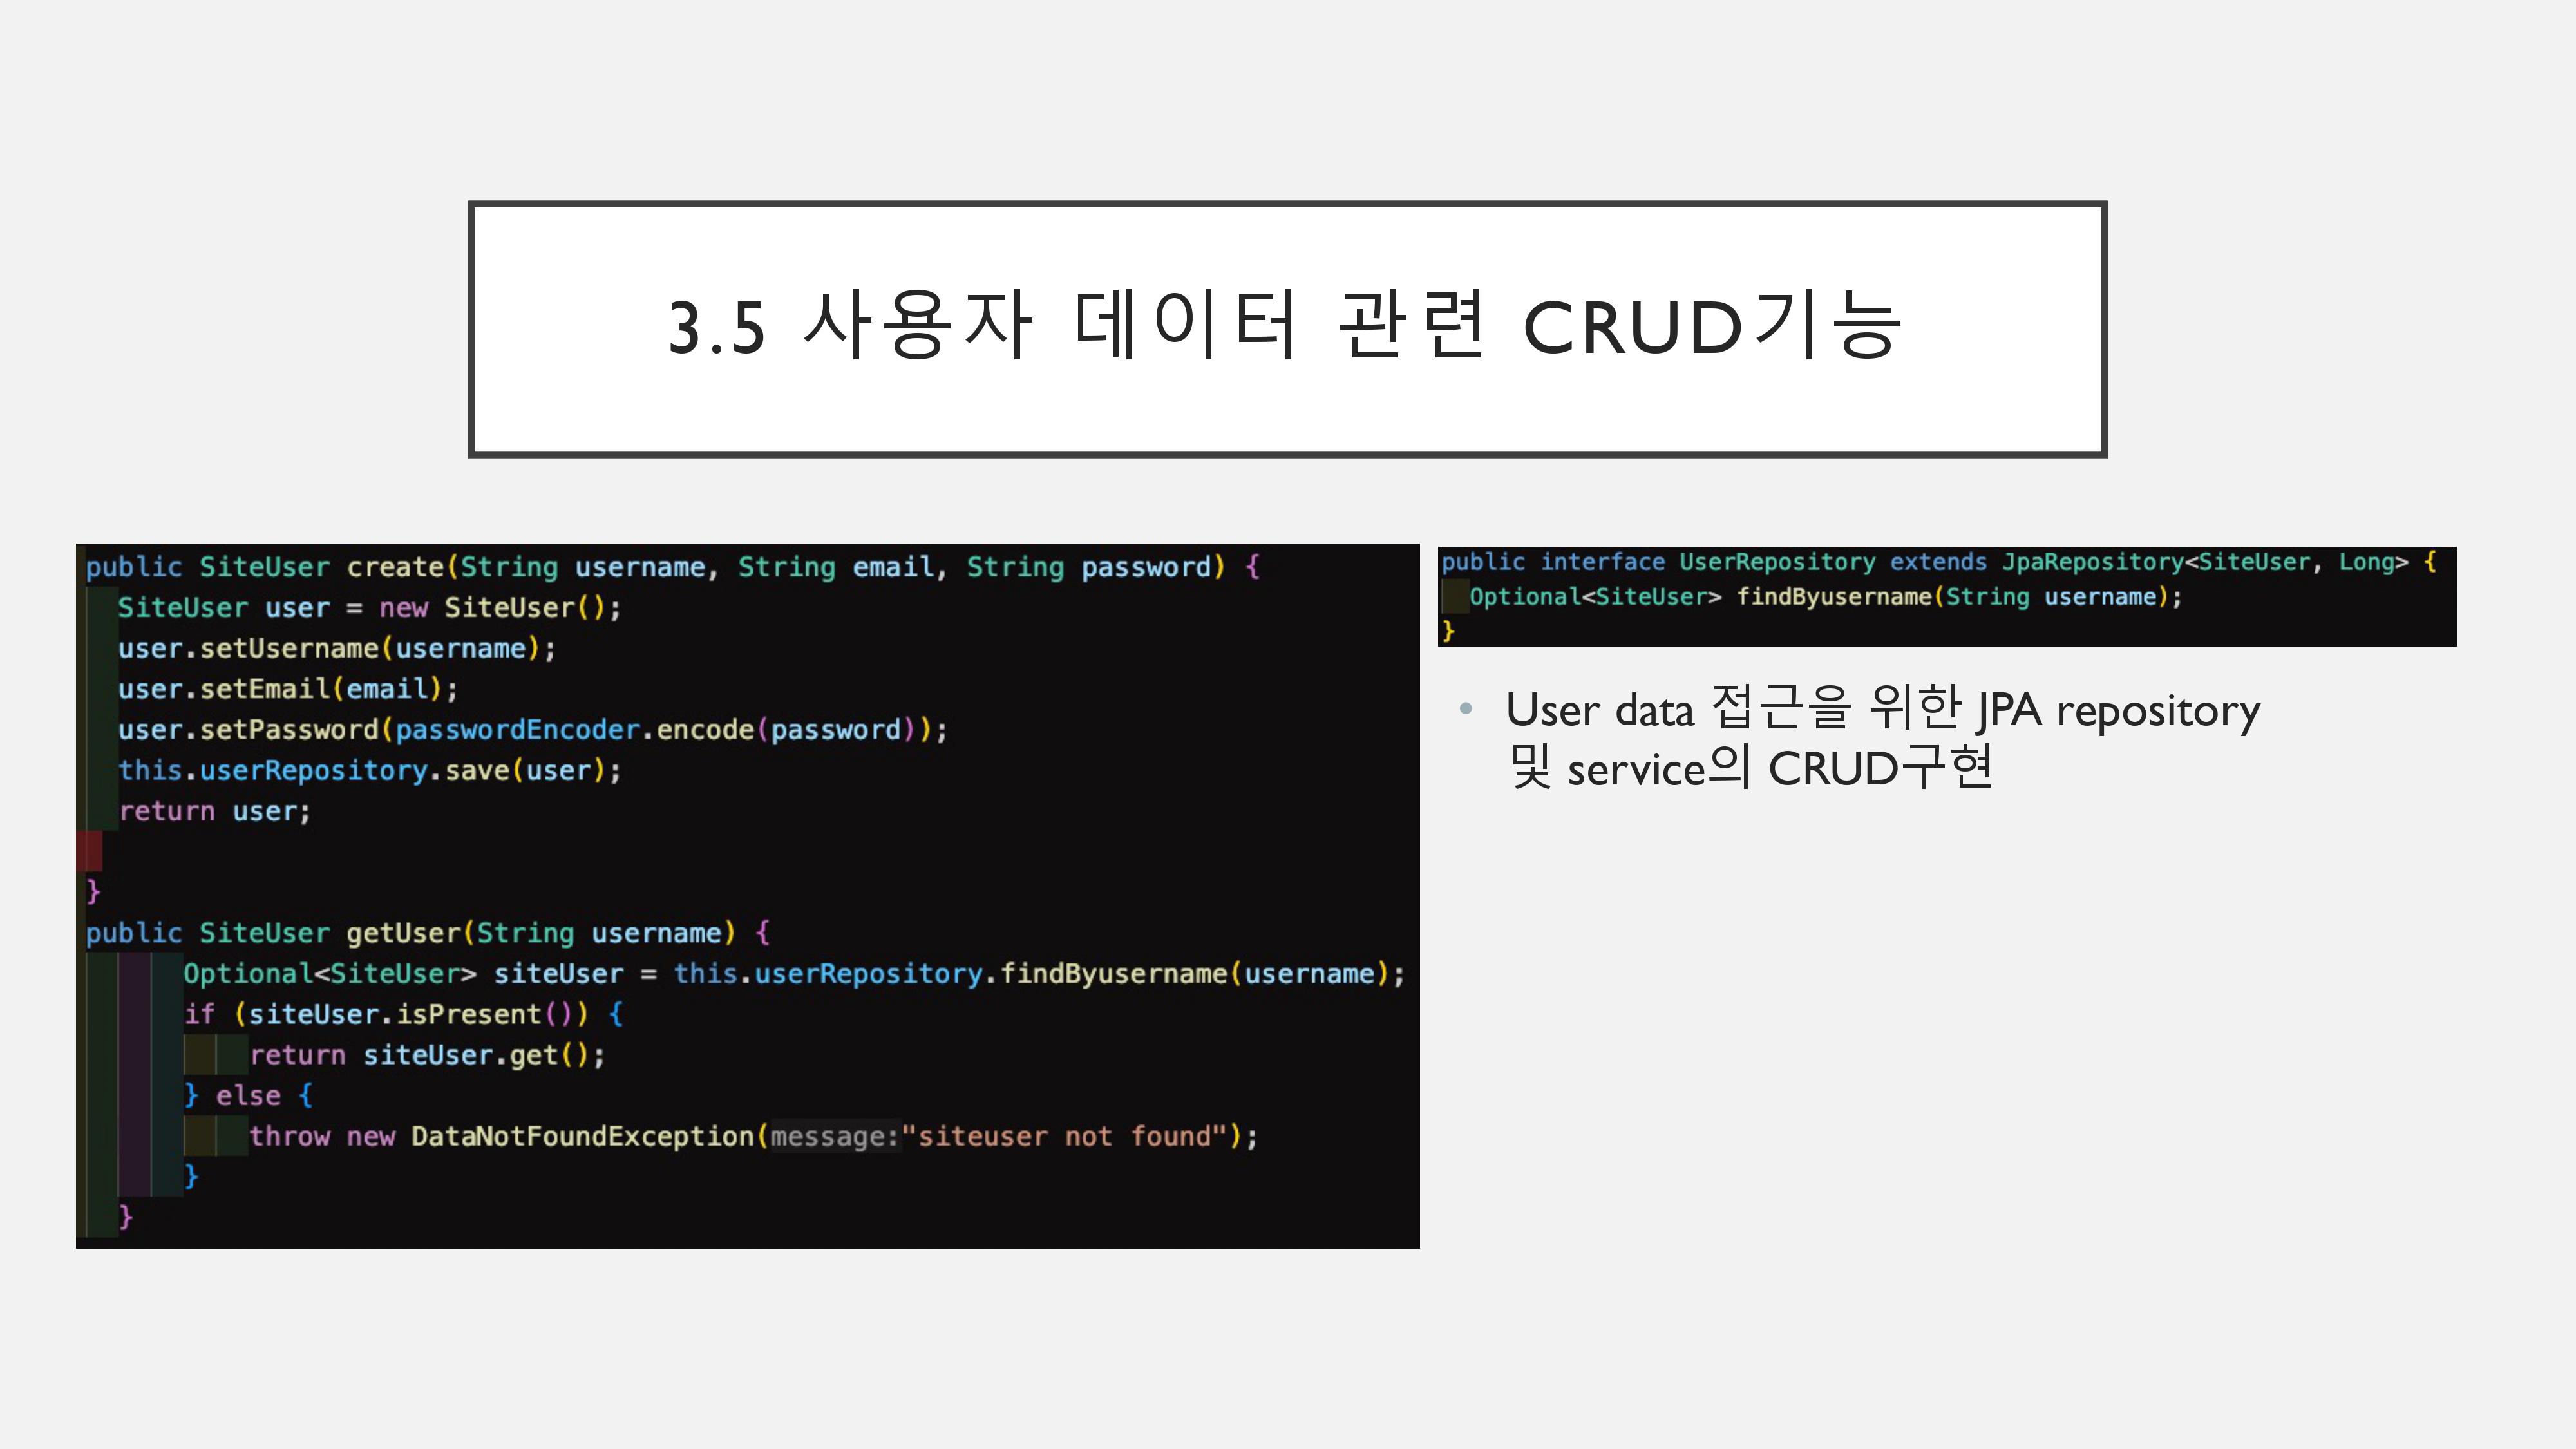 3.5 사용자 데이터 관련 CRUD기능
public SiteUser create(String username, String email, String password) {
SiteUser user = new SiteUser();
user.setUsername(username);
user.setEmail(email);
user.setPassword(passwordEncoder.encode(password));
this.userRepository.save(user);
return user;
}
public SiteUser getUser(String username) {
Optional<SiteUser> siteUser = this.userRepository.findByusername(username);
if (siteUser.isPresent()) {
return siteUser.get();
} else {
throw new DataNotFoundException(message:"siteuser not found");
}
}
public interface UserRepository extends JpaRepository<SiteUser, Long> {
Optional<SiteUser> findByusername(String username);
}
• User data 접근을 위한 JPA repository
및 service의 CRUD구현